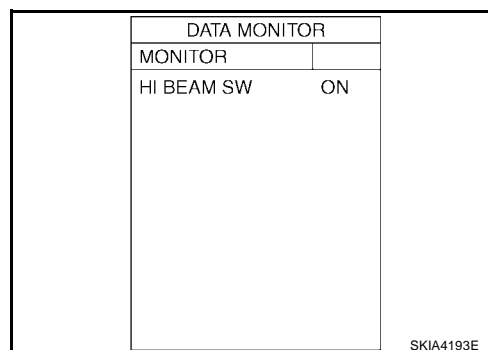 DATA MONITOR
MONITOR
HI BEAM SW ON
SKIA4193E